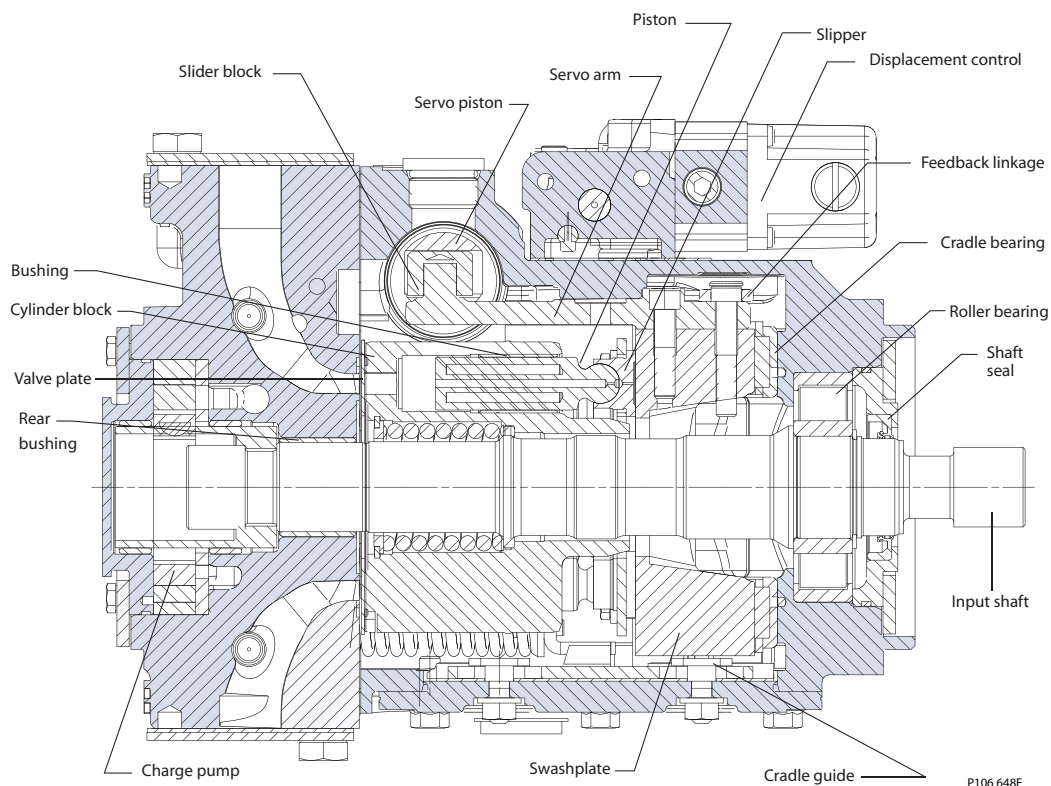 Piston
Slipper
Slider block
Servo arm
Displacement control
Servo piston
Feedback linkage
Cradle bearing
Bushing
Cylinder block
Roller bearing
Valve plate
Shaft
seal
Rear
bushing
Input shaft
Charge pump
Swashplate
Cradle guide
P106 648E